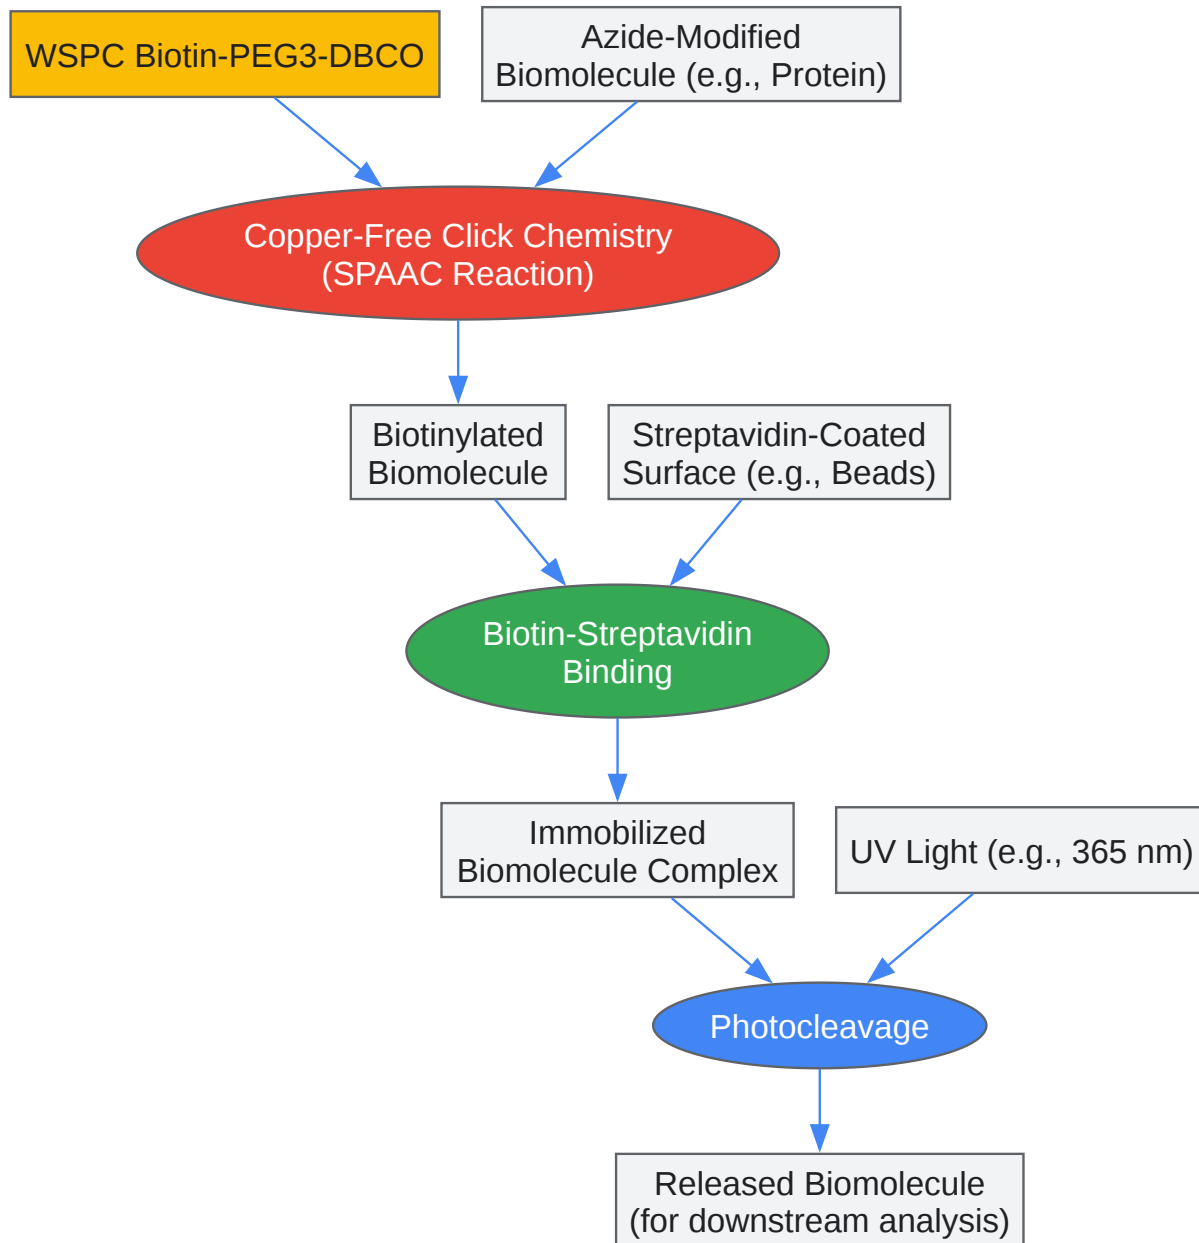 WSPC Biotin-PEG3-DBCO
Azide-Modified
Biomolecule (e.g., Protein)
Copper-Free Click Chemistry
(SPAAC Reaction)
Biotinylated
Biomolecule
Streptavidin-Coated
Surface (e.g., Beads)
Biotin-Streptavidin
Binding
Immobilized
Biomolecule Complex
UV Light (e.g., 365 nm)
Photocleavage
Released Biomolecule
(for downstream analysis)